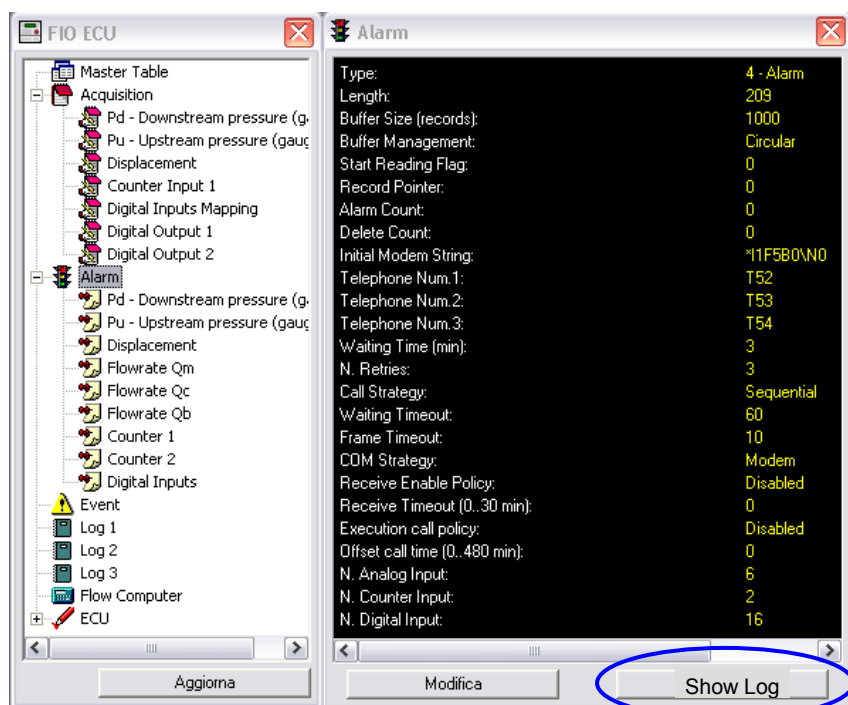 FIO ECU
Master Table
Acquisition
Pd - Downstream pressure (g
Pu - Upstream pressure (gaug
Displacement
Counter Input 1
Digital Inputs Mapping
Digital Output 1
Digital Output 2
Alarm
Pd - Downstream pressure (g
Pu - Upstream pressure (gaug
Displacement
Flowrate Qm
Flowrate Qc
Flowrate Qb
Counter 1
Counter 2
Digital Inputs
Event
Log 1
Log 2
Log 3
Flow Computer
ECU
Aggiorna
Alarm
Type: 4 - Alarm
Length: 209
Buffer Size (records): 1000
Buffer Management: Circular
Start Reading Flag: 0
Record Pointer: 0
Alarm Count: 0
Delete Count: 0
Initial Modem String: *I1F5B0\N0
Telephone Num.1: T52
Telephone Num.2: T53
Telephone Num.3: T54
Waiting Time (min): 3
N. Retries: 3
Call Strategy: Sequential
Waiting Timeout: 60
Frame Timeout: 10
COM Strategy: Modem
Receive Enable Policy: Disabled
Receive Timeout (0..30 min): 0
Execution call policy: Disabled
Offset call time (0..480 min): 0
N. Analog Input: 6
N. Counter Input: 2
N. Digital Input: 16
Modifica
Show Log